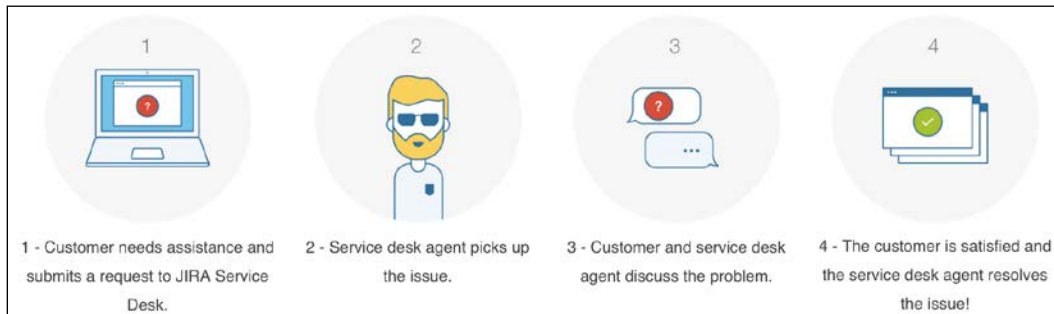 1
2
3
4
?
?
1 - Customer needs assistance and
submits a request to JIRA Service
Desk.
2 - Service desk agent picks up
the issue.
3 - Customer and service desk
agent discuss the problem.
4 - The customer is satisfied and
the service desk agent resolves
the issue!